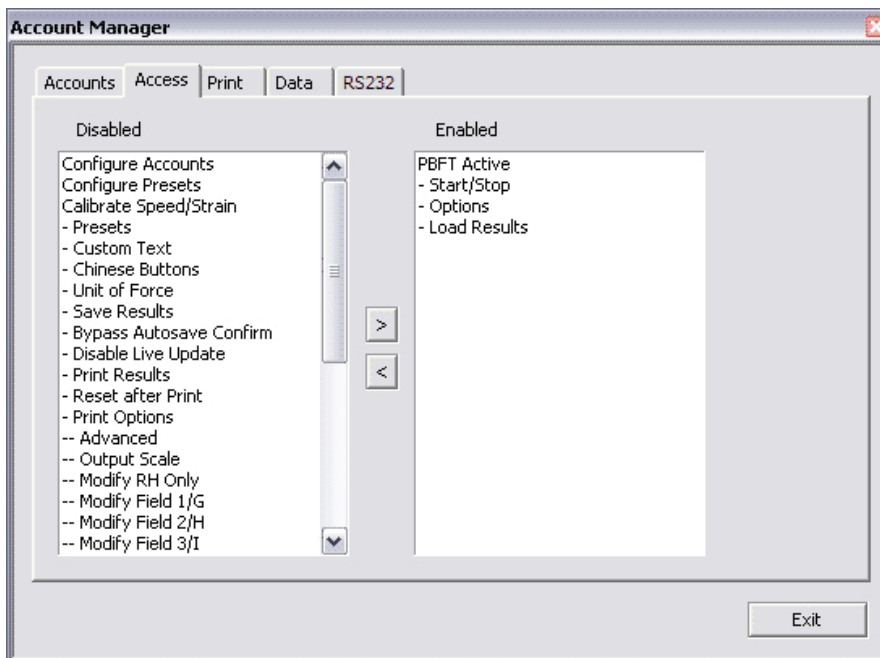 Account Manager
Accounts Access Print Data RS232
Disabled Enabled
Configure Accounts
Configure Presets
Calibrate Speed/Strain
- Presets
- Custom Text
- Chinese Buttons
- Unit of Force
- Save Results
- Bypass Autosave Confirm
- Disable Live Update
- Print Results
- Reset after Print
- Print Options
-- Advanced
-- Output Scale
-- Modify RH Only
-- Modify Field 1/G
-- Modify Field 2/H
-- Modify Field 3/I
>
<
PBFT Active
- Start/Stop
- Options
- Load Results
Exit